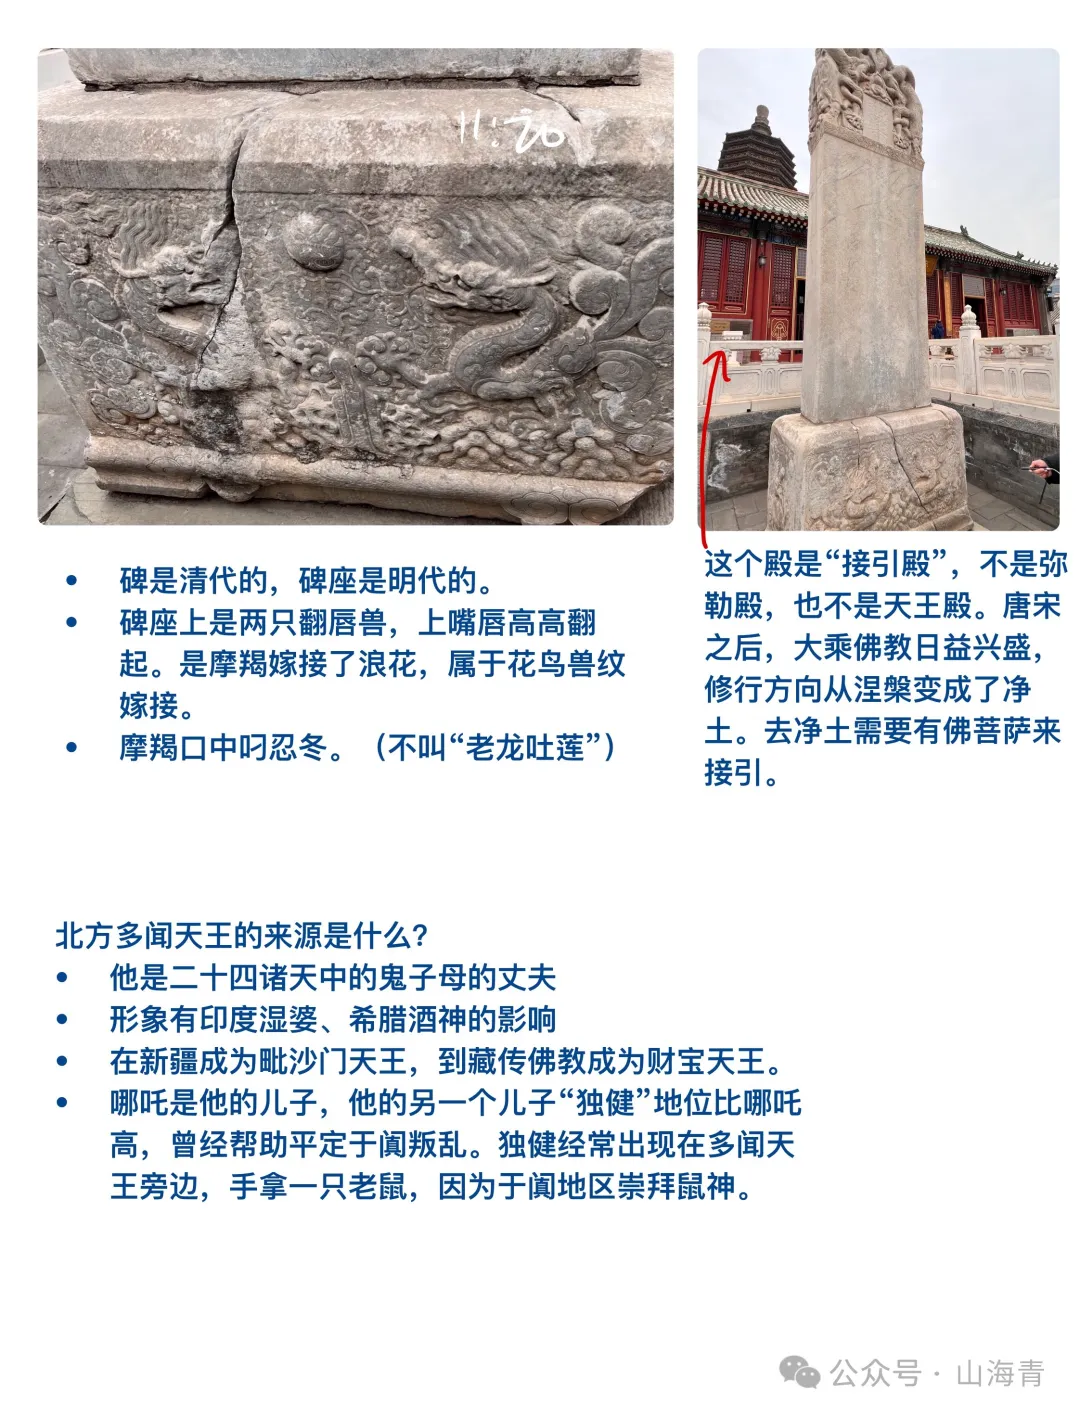 11:20
• 碑是清代的，碑座是明代的。
• 碑座上是两只翻唇兽，上嘴唇高高翻
起。是摩羯嫁接了浪花，属于花鸟兽纹
嫁接。
• 摩羯口中叼忍冬。（不叫“老龙吐莲”）
这个殿是“接引殿”，不是弥
勒殿，也不是天王殿。唐宋
之后，大乘佛教日益兴盛，
修行方向从涅槃变成了净
土。去净土需要有佛菩萨来
接引。
北方多闻天王的来源是什么？
• 他是二十四诸天中的鬼子母的丈夫
• 形象有印度湿婆、希腊酒神的影响
• 在新疆成为毗沙门天王，到藏传佛教成为财宝天王。
• 哪吒是他的儿子，他的另一个儿子“独健”地位比哪吒
高，曾经帮助平定于阗叛乱。独健经常出现在多闻天
王旁边，手拿一只老鼠，因为于阗地区崇拜鼠神。
公众号 · 山海青